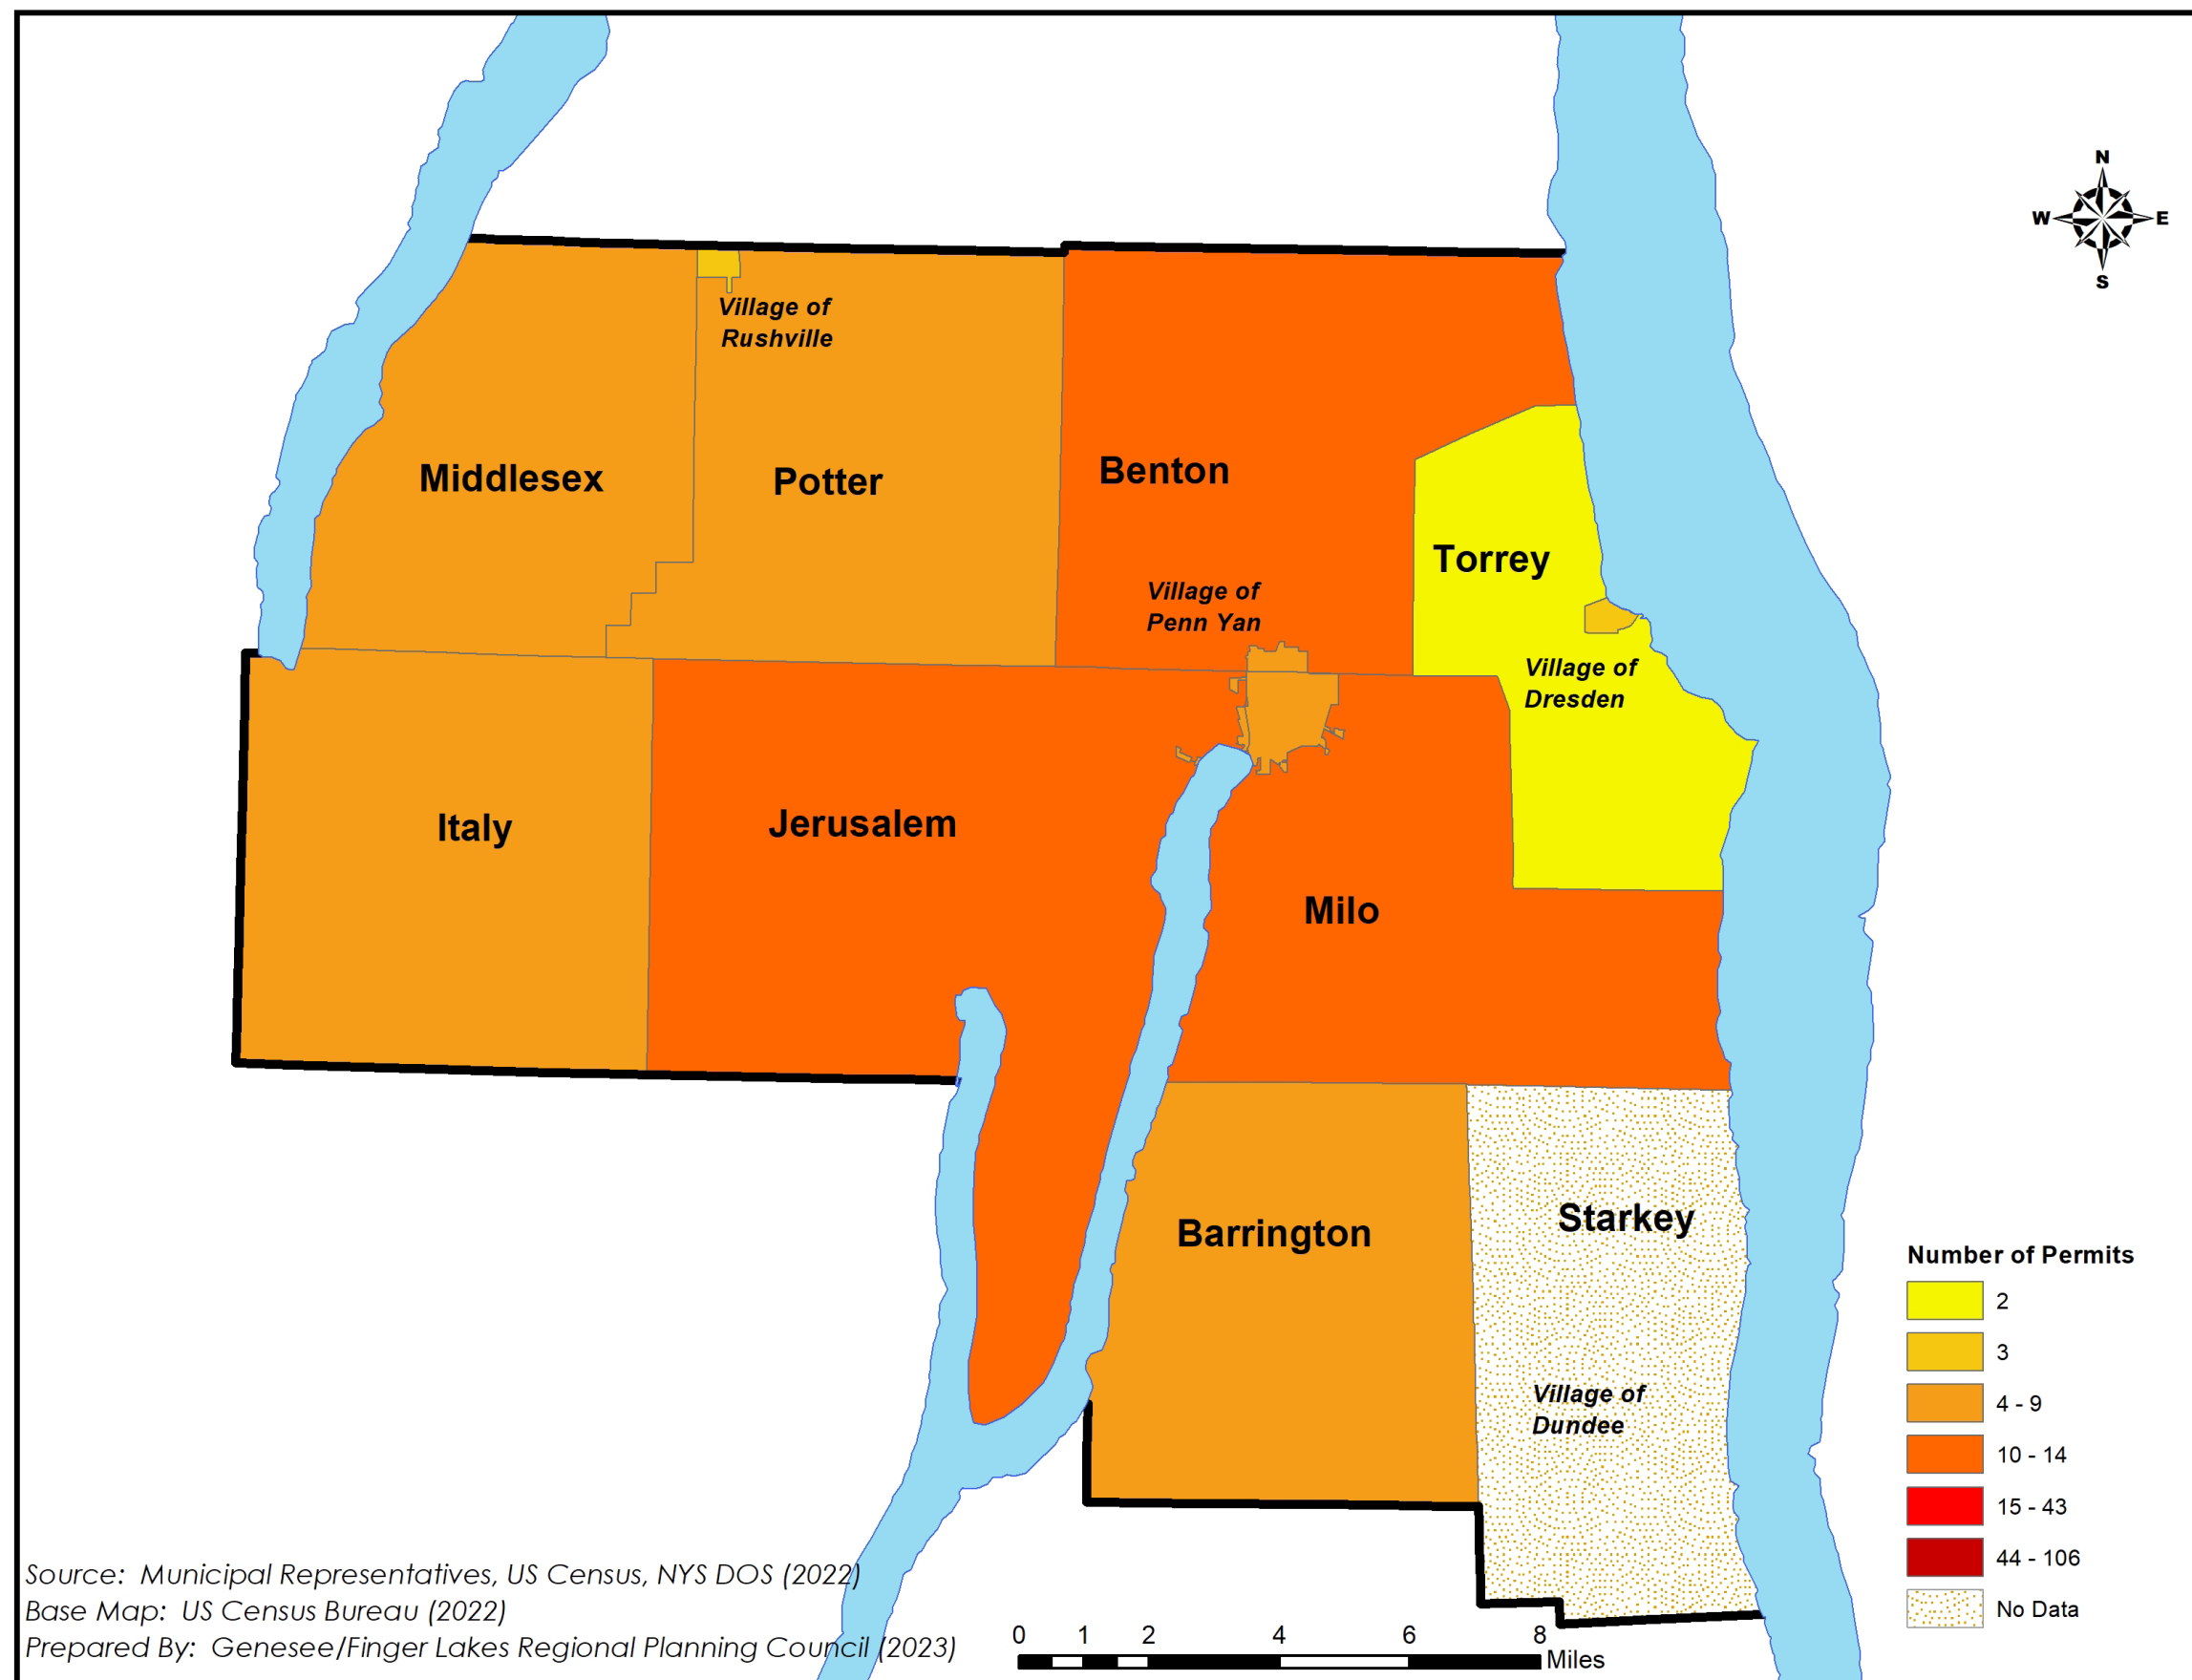 N
W E
S
Village of
Rushville
Middlesex
Potter
Benton
Torrey
Village of
Penn Yan
Village of
Dresden
Italy
Jerusalem
Milo
Barrington
Starkey
Village of
Dundee
Number of Permits
2
3
4 - 9
10 - 14
15 - 43
44 - 106
No Data
Source: Municipal Representatives, US Census, NYS DOS (2022)
Base Map: US Census Bureau (2022)
Prepared By: Genesee/Finger Lakes Regional Planning Council (2023)
0 1 2 4 6 8
Miles